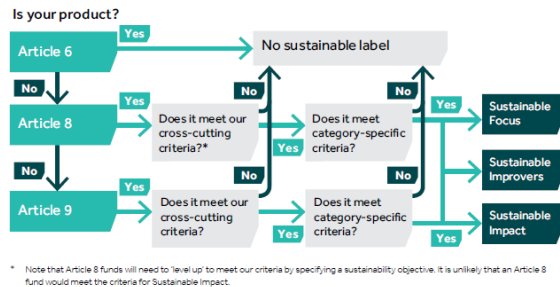 Is your product?
Article 6
Yes
No sustainable label
No
Article 8
Yes
Does it meet our
cross-cutting
criteria?*
No
Yes
Does it meet
category-specific
criteria?
No
Yes
Sustainable
Focus
No
Sustainable
Improvers
Article 9
Yes
Does it meet our
cross-cutting
criteria?
No
Yes
Does it meet
category-specific
criteria?
No
Yes
Sustainable
Impact
* Note that Article 8 funds will need to 'level up' to meet our criteria by specifying a sustainability objective. It is unlikely that an Article 8
fund would meet the criteria for Sustainable Impact.